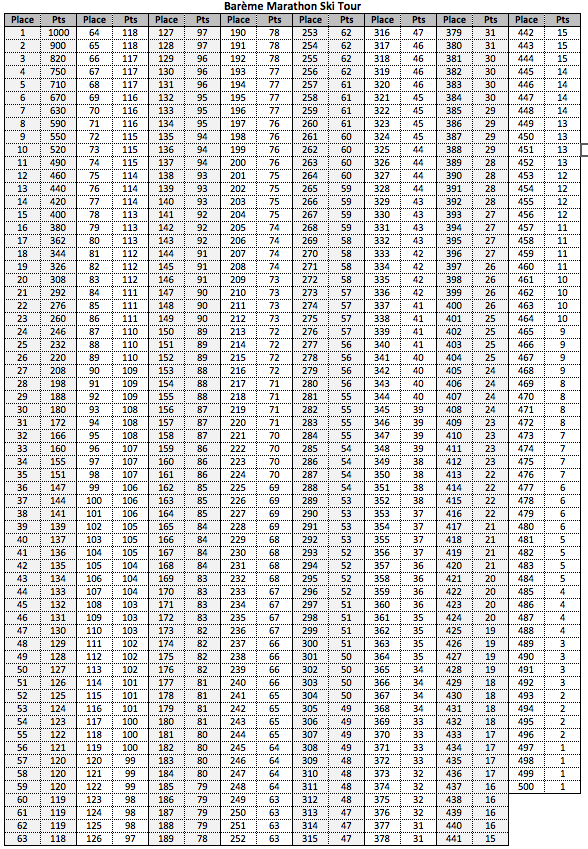 Barème Marathon Ski Tour
Place Pts Place Pts Place Pts Place Pts Place Pts Place Pts Place Pts Place Pts
1 1000 64 118 127 97 190 78 253 62 316 47 379 31 442 15
2 900 65 118 128 97 191 78 254 62 317 46 380 31 443 15
3 820 66 117 129 96 192 78 255 62 318 46 381 30 444 15
4 750 67 117 130 96 193 77 256 62 319 46 382 30 445 14
5 710 68 117 131 96 194 77 257 61 320 46 383 30 446 14
6 670 69 116 132 95 195 77 258 61 321 45 384 30 447 14
7 630 70 116 133 95 196 77 259 61 322 45 385 29 448 14
8 590 71 116 134 95 197 76 260 61 323 45 386 29 449 13
9 550 72 115 135 94 198 76 261 60 324 45 387 29 450 13
10 520 73 115 136 94 199 76 262 60 325 44 388 29 451 13
11 490 74 115 137 94 200 76 263 60 326 44 389 28 452 13
12 460 75 114 138 93 201 75 264 60 327 44 390 28 453 12
13 440 76 114 139 93 202 75 265 59 328 44 391 28 454 12
14 420 77 114 140 93 203 75 266 59 329 43 392 28 455 12
15 400 78 113 141 92 204 75 267 59 330 43 393 27 456 12
16 380 79 113 142 92 205 74 268 59 331 43 394 27 457 11
17 362 80 113 143 92 206 74 269 58 332 43 395 27 458 11
18 344 81 112 144 91 207 74 270 58 333 42 396 27 459 11
19 326 82 112 145 91 208 74 271 58 334 42 397 26 460 11
20 308 83 112 146 91 209 73 272 58 335 42 398 26 461 10
21 292 84 111 147 90 210 73 273 57 336 42 399 26 462 10
22 276 85 111 148 90 211 73 274 57 337 41 400 26 463 10
23 260 86 111 149 90 212 73 275 57 338 41 401 25 464 10
24 246 87 110 150 89 213 72 276 57 339 41 402 25 465 9
25 232 88 110 151 89 214 72 277 56 340 41 403 25 466 9
26 220 89 110 152 89 215 72 278 56 341 40 404 25 467 9
27 208 90 109 153 88 216 72 279 56 342 40 405 24 468 9
28 198 91 109 154 88 217 71 280 56 343 40 406 24 469 8
29 188 92 109 155 88 218 71 281 55 344 40 407 24 470 8
30 180 93 108 156 87 219 71 282 55 345 39 408 24 471 8
31 172 94 108 157 87 220 71 283 55 346 39 409 23 472 8
32 166 95 108 158 87 221 70 284 55 347 39 410 23 473 7
33 160 96 107 159 86 222 70 285 54 348 39 411 23 474 7
34 155 97 107 160 86 223 70 286 54 349 38 412 23 475 7
35 151 98 107 161 86 224 70 287 54 350 38 413 22 476 7
36 147 99 106 162 85 225 69 288 54 351 38 414 22 477 6
37 144 100 106 163 85 226 69 289 53 352 38 415 22 478 6
38 141 101 106 164 85 227 69 290 53 353 37 416 22 479 6
39 139 102 105 165 84 228 69 291 53 354 37 417 21 480 6
40 137 103 105 166 84 229 68 292 53 355 37 418 21 481 5
41 136 104 105 167 84 230 68 293 52 356 37 419 21 482 5
42 135 105 104 168 84 231 68 294 52 357 36 420 21 483 5
43 134 106 104 169 83 232 68 295 52 358 36 421 20 484 5
44 133 107 104 170 83 233 67 296 52 359 36 422 20 485 4
45 132 108 103 171 83 234 67 297 51 360 36 423 20 486 4
46 131 109 103 172 83 235 67 298 51 361 35 424 20 487 4
47 130 110 103 173 82 236 67 299 51 362 35 425 19 488 4
48 129 111 102 174 82 237 66 300 51 363 35 426 19 489 3
49 128 112 102 175 82 238 66 301 50 364 35 427 19 490 3
50 127 113 102 176 82 239 66 302 50 365 34 428 19 491 3
51 126 114 101 177 81 240 66 303 50 366 34 429 18 492 3
52 125 115 101 178 81 241 65 304 50 367 34 430 18 493 2
53 124 116 101 179 81 242 65 305 49 368 34 431 18 494 2
54 123 117 100 180 81 243 65 306 49 369 33 432 18 495 2
55 122 118 100 181 80 244 65 307 49 370 33 433 17 496 2
56 121 119 100 182 80 245 64 308 49 371 33 434 17 497 1
57 120 120 99 183 80 246 64 309 48 372 33 435 17 498 1
58 120 121 99 184 80 247 64 310 48 373 32 436 17 499 1
59 120 122 99 185 79 248 64 311 48 374 32 437 16 500 1
60 119 123 98 186 79 249 63 312 48 375 32 438 16
61 119 124 98 187 79 250 63 313 47 376 32 439 16
62 119 125 98 188 79 251 63 314 47 377 31 440 16
63 118 126 97 189 78 252 63 315 47 378 31 441 15